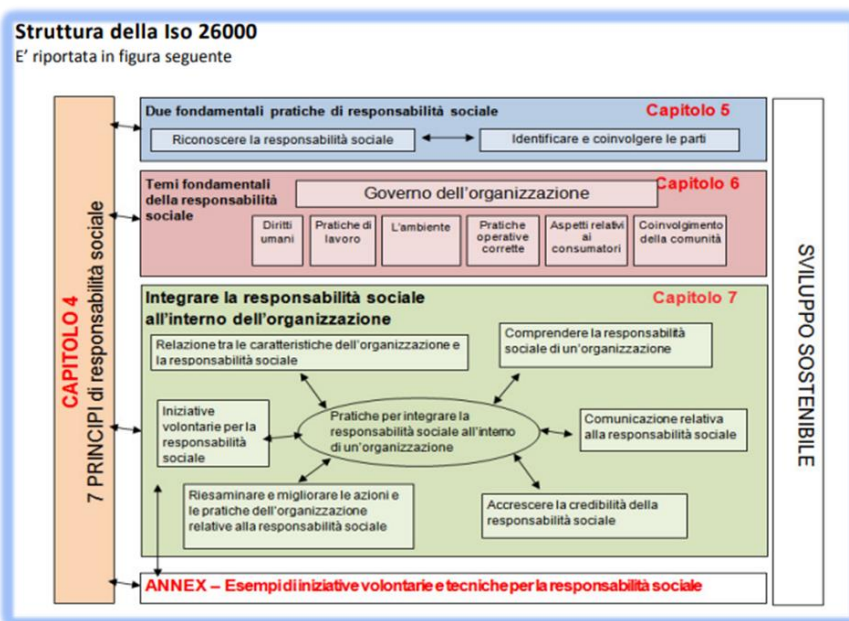 Struttura della Iso 26000
E' riportata in figura seguente
CAPITOLO 4
7 PRINCIPI di responsabilità sociale
Due fondamentali pratiche di responsabilità sociale
Capitolo 5
Riconoscere la responsabilità sociale
Identificare e coinvolgere le parti
Temi fondamentali
della responsabilità
sociale
Capitolo 6
Governo dell'organizzazione
Diritti
umani
Pratiche di
lavoro
L'ambiente
Pratiche
operative
corrette
Aspetti relativi
ai
consumatori
Coinvolgimento
della comunità
Integrare la responsabilità sociale
all'interno dell'organizzazione
Capitolo 7
Relazione tra le caratteristiche dell'organizzazione e
la responsabilità sociale
Comprendere la responsabilità
sociale di un'organizzazione
Iniziative
volontarie per la
responsabilità
sociale
Pratiche per integrare la
responsabilità sociale all'interno
di un'organizzazione
Comunicazione relativa
alla responsabilità sociale
Riesaminare e migliorare le azioni e
le pratiche dell'organizzazione
relative alla responsabilità sociale
Accrescere la credibilità della
responsabilità sociale
ANNEX – Esempi di iniziative volontarie e tecniche per la responsabilità sociale
SVILUPPO SOSTENIBILE